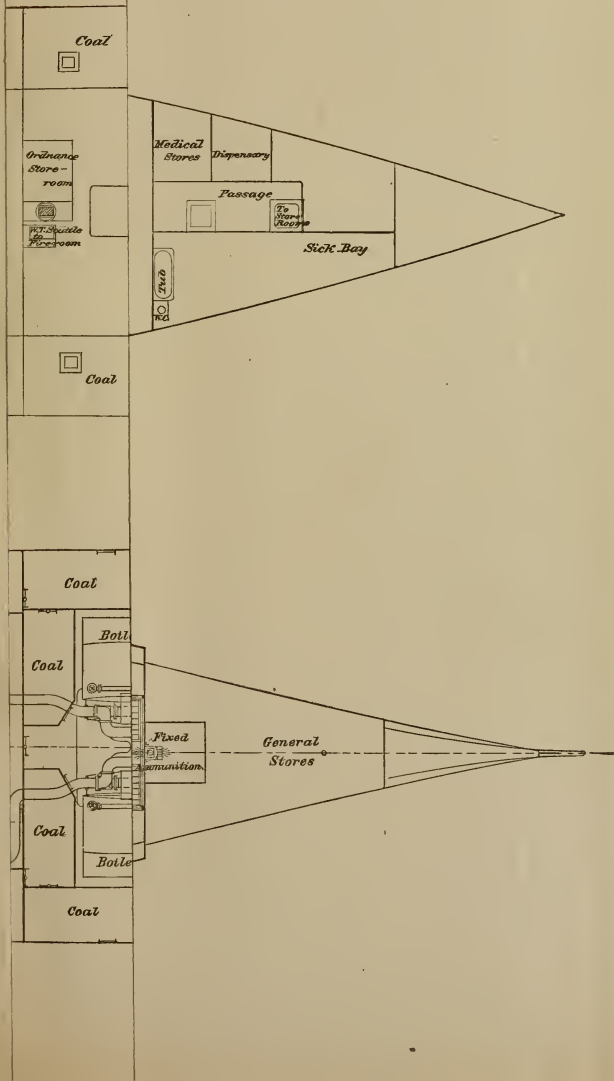 Coal
Ordnance
Store-
room
W.T. Scuttle
to
Fireroom
Medical
Stores
Dispensary
Passage
To
Store
Rooms
Sick Bay
Tub
W.C.
Coal
Coal
Coal
Boil
Fixed
Ammunition
General
Stores
Coal
Boile
Coal